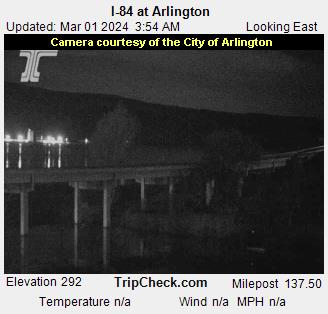 I-84 at Arlington
Updated: Mar 01 2024 3:54 AM Looking East
Camera courtesy of the City of Arlington
Elevation 292 TripCheck.com Milepost 137.50
Temperature n/a Wind n/a MPH n/a